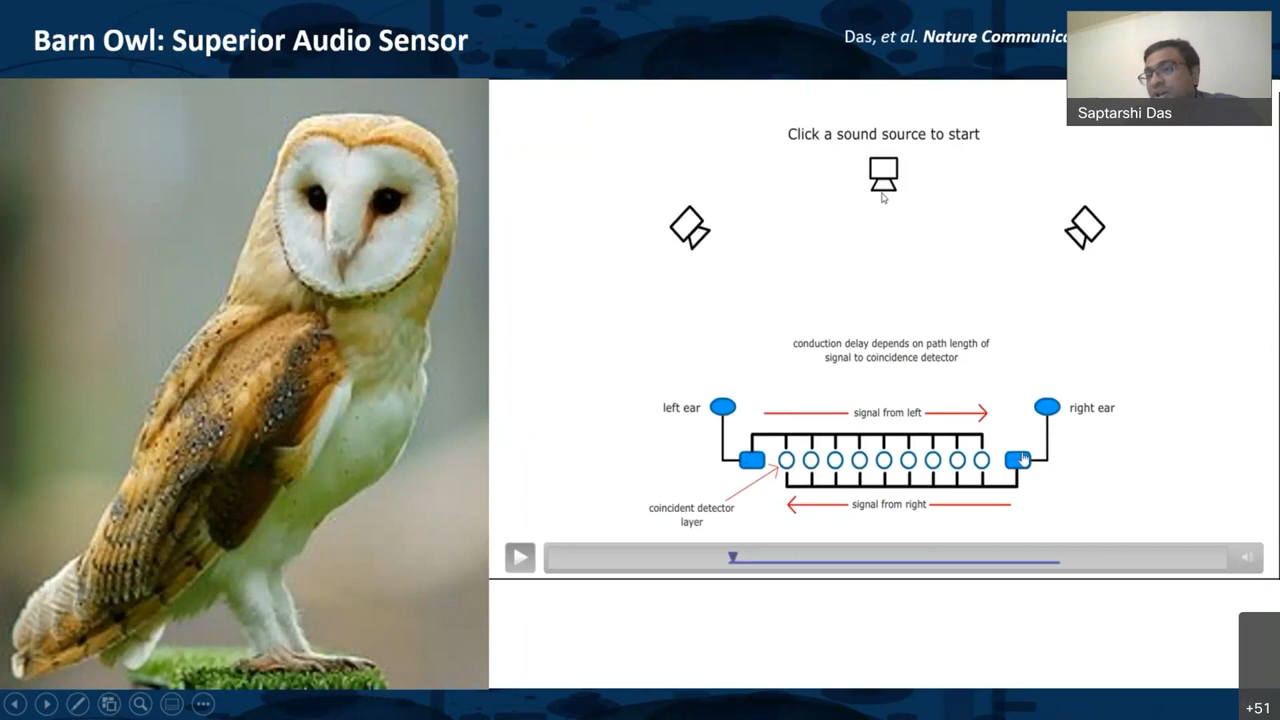 Barn Owl: Superior Audio Sensor
Das, et al. Nature
Saptarshi Das
Click a sound source to start
conduction delay depends on path length of
signal to coincidence detector
left ear
signal from left
right ear
coincident detector
layer
signal from right
+51